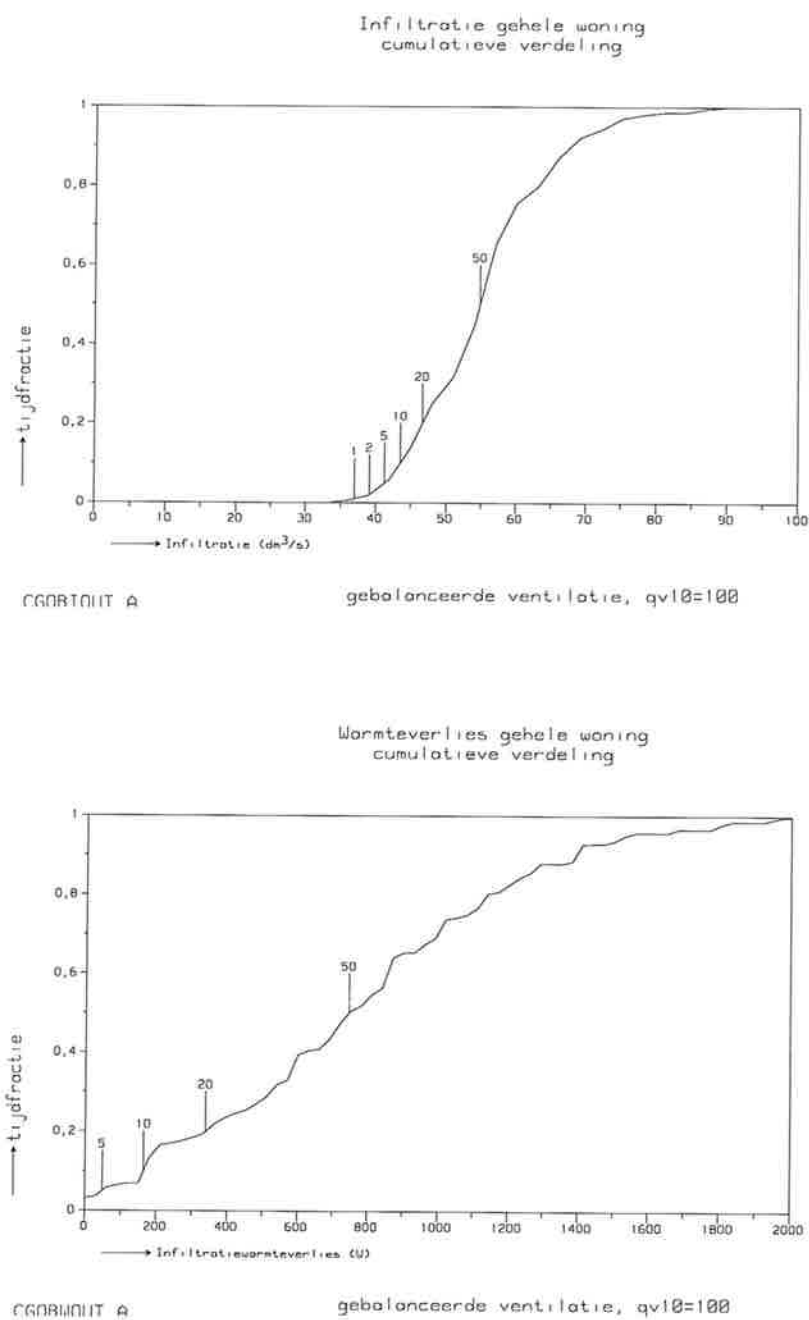 Infiltratie gehele woning
cumulatieve verdeling
1
0,8
0,6
0,4
0,2
0
tijdfractie
1
2
5
10
20
50
0 10 20 30 40 50 60 70 80 90 100
Infiltratie (dm³/s)
CGOBIOUT A
gebalanceerde ventilatie, qv10=100
Warmteverlies gehele woning
cumulatieve verdeling
1
0,8
0,6
0,4
0,2
0
tijdfractie
5
10
20
50
0 200 400 600 800 1000 1200 1400 1600 1800 2000
Infiltratiewarmteverlies (W)
CGOBWOUT A
gebalanceerde ventilatie, qv10=100